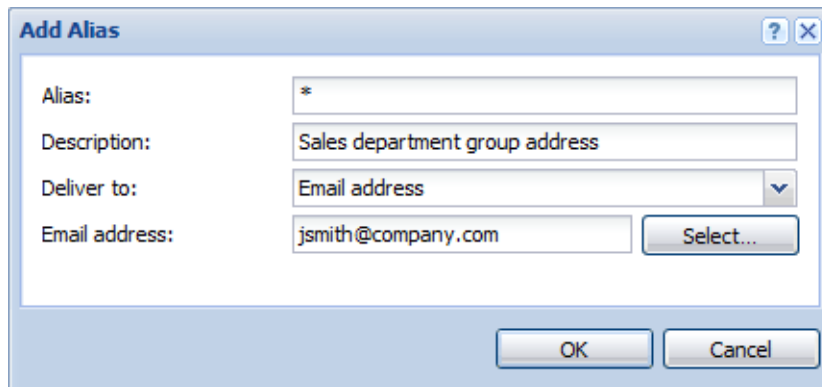 Add Alias
?
Alias: *
Description: Sales department group address
Deliver to: Email address
Email address: jsmith@company.com Select...
OK Cancel